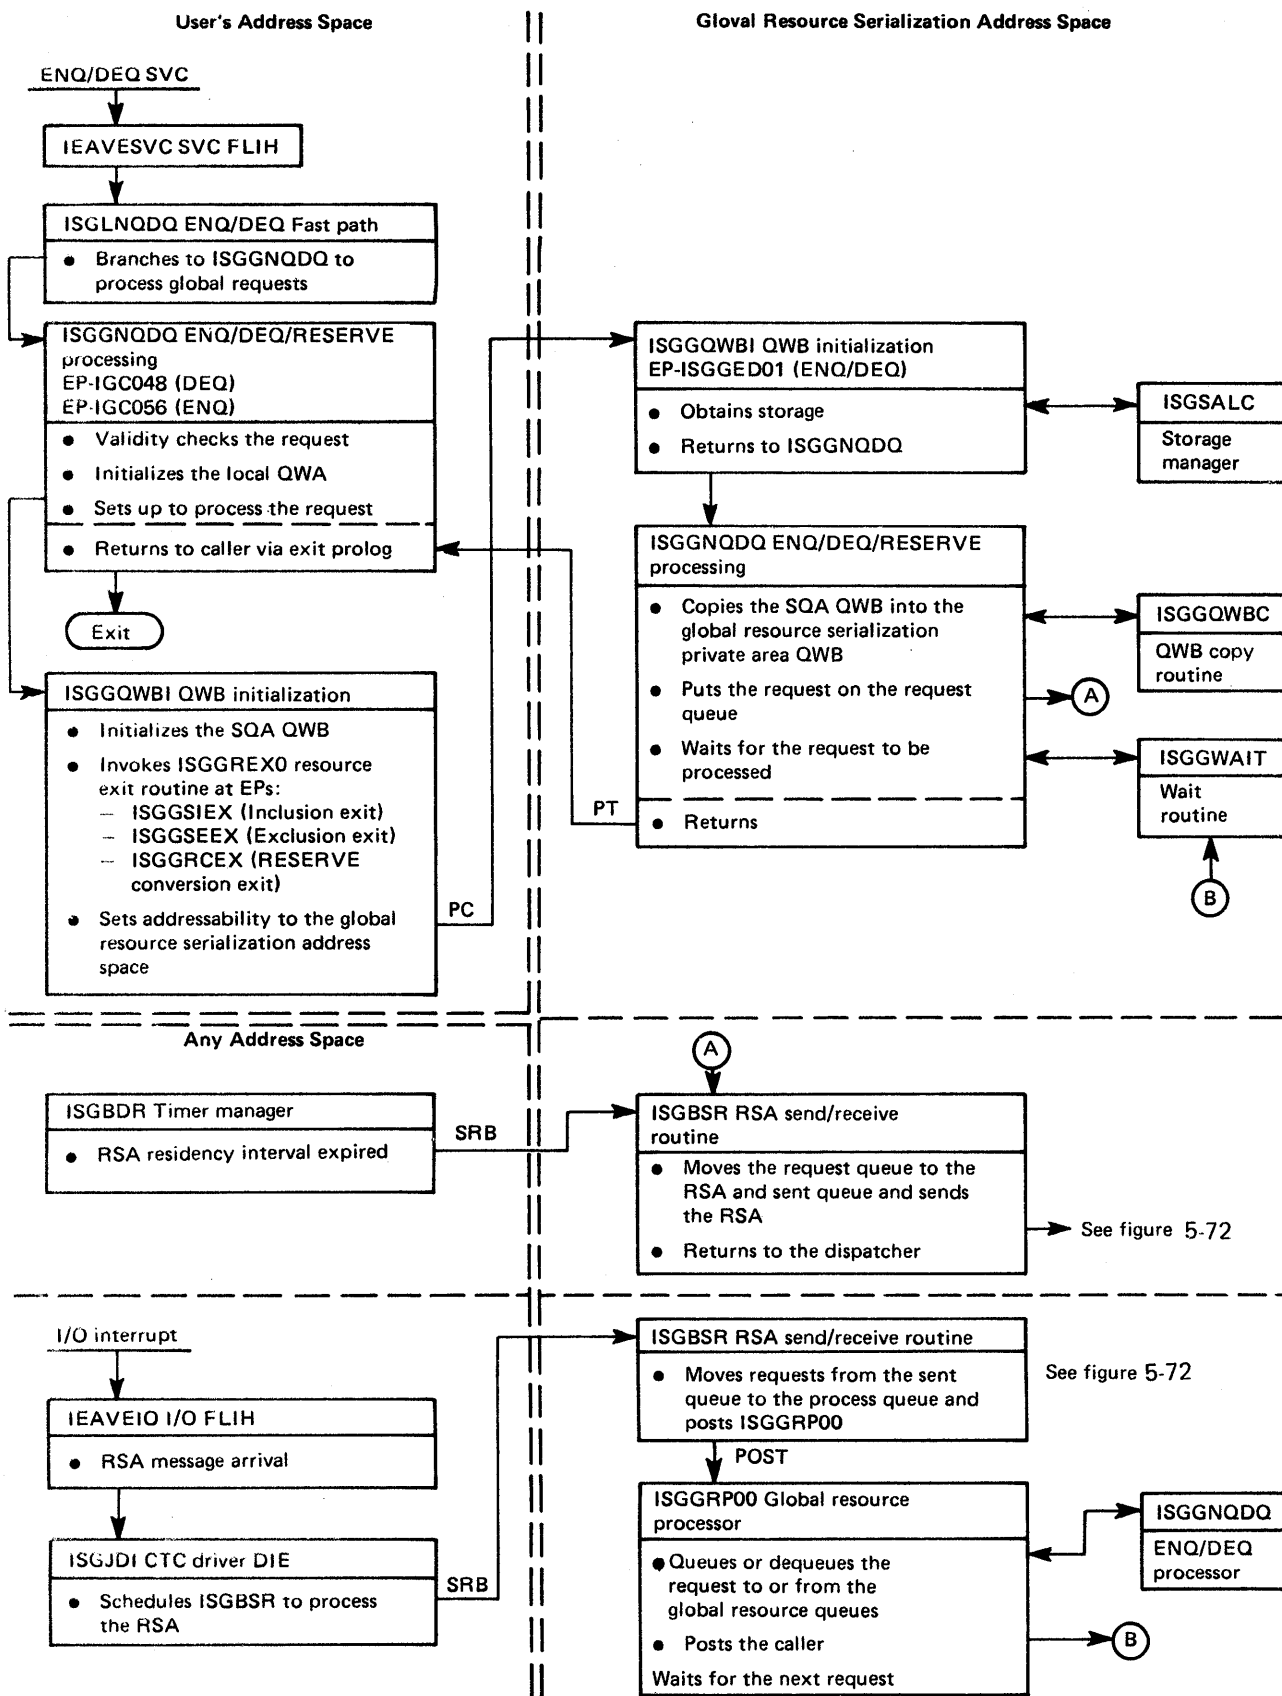 User's Address Space
Gloval Resource Serialization Address Space
ENQ/DEQ SVC
IEAVESVC SVC FLIH
ISGLNQDQ ENQ/DEQ Fast path
• Branches to ISGGNQDQ to
process global requests
ISGGNQDQ ENQ/DEQ/RESERVE
processing
EP-IGC048 (DEQ)
EP-IGC056 (ENQ)
• Validity checks the request
• Initializes the local QWA
• Sets up to process the request
• Returns to caller via exit prolog
Exit
ISGGQWBI QWB initialization
• Initializes the SQA QWB
• Invokes ISGGREX0 resource
exit routine at EPs:
— ISGGSIEX (Inclusion exit)
— ISGGSEEX (Exclusion exit)
— ISGGRCEX (RESERVE
conversion exit)
• Sets addressability to the global
resource serialization address
space
PC
ISGGQWBI QWB initialization
EP-ISGGED01 (ENQ/DEQ)
• Obtains storage
• Returns to ISGGNQDQ
ISGSALC
Storage
manager
ISGGNQDQ ENQ/DEQ/RESERVE
processing
• Copies the SQA QWB into the
global resource serialization
private area QWB
• Puts the request on the request
queue
• Waits for the request to be
processed
• Returns
PT
ISGGQWBC
QWB copy
routine
A
ISGGWAIT
Wait
routine
B
Any Address Space
ISGBDR Timer manager
• RSA residency interval expired
SRB
A
ISGBSR RSA send/receive
routine
• Moves the request queue to the
RSA and sent queue and sends
the RSA
• Returns to the dispatcher
See figure 5-72
I/O interrupt
IEAVEIO I/O FLIH
• RSA message arrival
ISGJDI CTC driver DIE
• Schedules ISGBSR to process
the RSA
SRB
ISGBSR RSA send/receive routine
• Moves requests from the sent
queue to the process queue and
posts ISGGRP00
See figure 5-72
POST
ISGGRP00 Global resource
processor
• Queues or dequeues the
request to or from the
global resource queues
• Posts the caller
Waits for the next request
ISGGNQDQ
ENQ/DEQ
processor
B